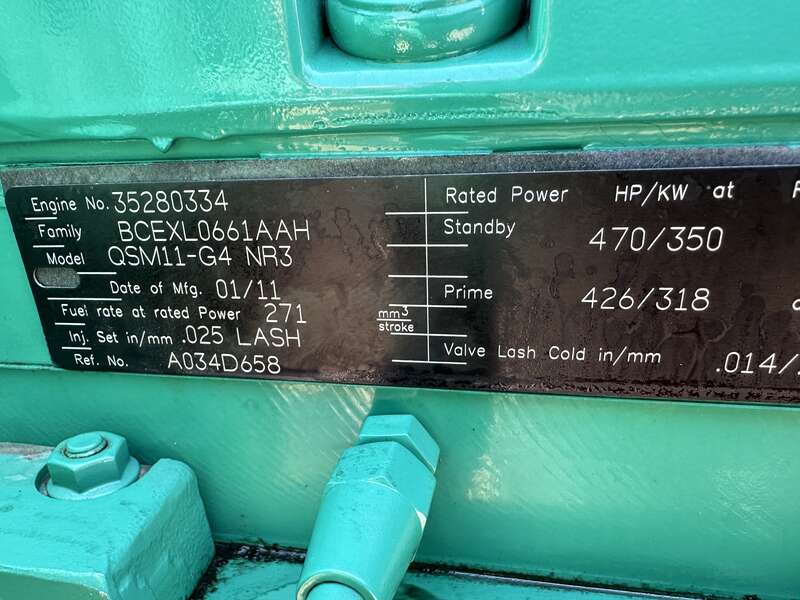 Engine No. 35280334
Family BCEXL0661AAH
Model QSM11-G4 NR3
Date of Mfg. 01/11
Fuel rate at rated Power 271 mm3 stroke
Inj. Set in/mm .025 LASH
Ref. No. A034D658
Rated Power HP/KW at
Standby 470/350
Prime 426/318
Valve Lash Cold in/mm .014/